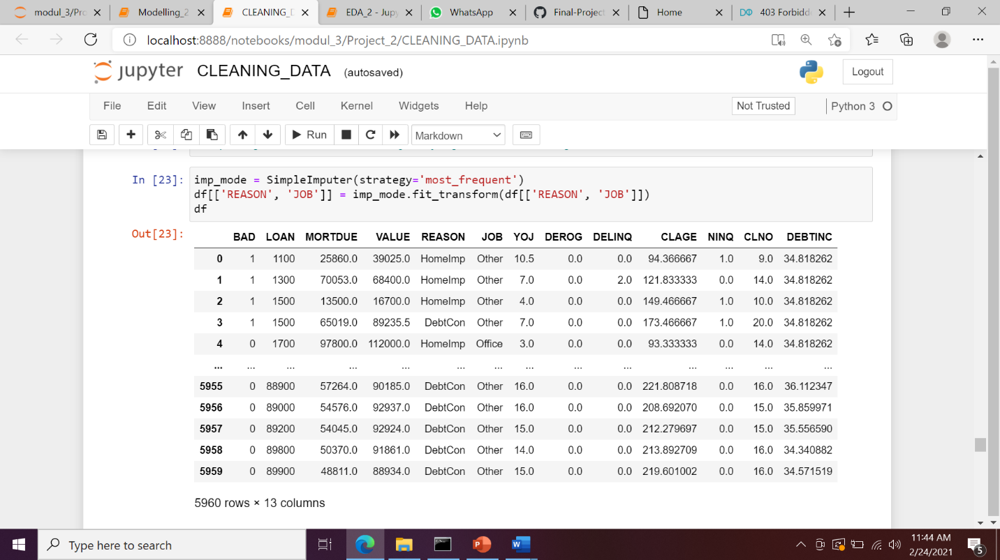 modul_3/Pro
Modelling_2
CLEANING_D
EDA_2 - Jup
WhatsApp
Final-Project
Home
DΦ 403 Forbidd
localhost:8888/notebooks/modul_3/Project_2/CLEANING_DATA.ipynb
jupyter CLEANING_DATA (autosaved)
Logout
File Edit View Insert Cell Kernel Widgets Help
Not Trusted
Python 3
Run
Markdown
In [23]: imp_mode = SimpleImputer(strategy='most_frequent')
df[['REASON', 'JOB']] = imp_mode.fit_transform(df[['REASON', 'JOB']])
df
Out[23]:
BAD LOAN MORTDUE VALUE REASON JOB YOJ DEROG DELINQ CLAGE NINQ CLNO DEBTINC
0 1 1100 25860.0 39025.0 HomeImp Other 10.5 0.0 0.0 94.366667 1.0 9.0 34.818262
1 1 1300 70053.0 68400.0 HomeImp Other 7.0 0.0 2.0 121.833333 0.0 14.0 34.818262
2 1 1500 13500.0 16700.0 HomeImp Other 4.0 0.0 0.0 149.466667 1.0 10.0 34.818262
3 1 1500 65019.0 89235.5 DebtCon Other 7.0 0.0 0.0 173.466667 1.0 20.0 34.818262
4 0 1700 97800.0 112000.0 HomeImp Office 3.0 0.0 0.0 93.333333 0.0 14.0 34.818262
... ... ... ... ... ... ... ... ... ... ... ... ... ...
5955 0 88900 57264.0 90185.0 DebtCon Other 16.0 0.0 0.0 221.808718 0.0 16.0 36.112347
5956 0 89000 54576.0 92937.0 DebtCon Other 16.0 0.0 0.0 208.692070 0.0 15.0 35.859971
5957 0 89200 54045.0 92924.0 DebtCon Other 15.0 0.0 0.0 212.279697 0.0 15.0 35.556590
5958 0 89800 50370.0 91861.0 DebtCon Other 14.0 0.0 0.0 213.892709 0.0 16.0 34.340882
5959 0 89900 48811.0 88934.0 DebtCon Other 15.0 0.0 0.0 219.601002 0.0 16.0 34.571519
5960 rows × 13 columns
Type here to search
11:44 AM
2/24/2021
5